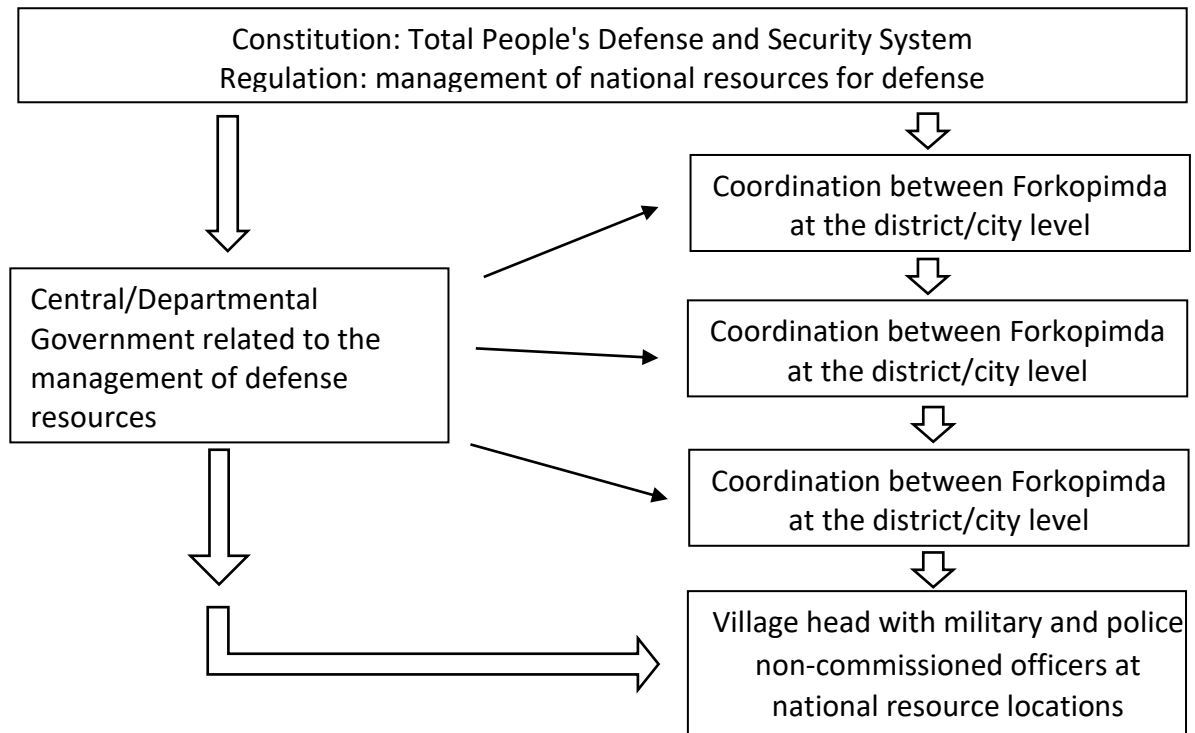 Constitution: Total People's Defense and Security System
Regulation: management of national resources for defense
Coordination between Forkopimda
at the district/city level
Central/Departmental
Government related to the
management of defense
resources
Coordination between Forkopimda
at the district/city level
Coordination between Forkopimda
at the district/city level
Village head with military and police
non-commissioned officers at
national resource locations